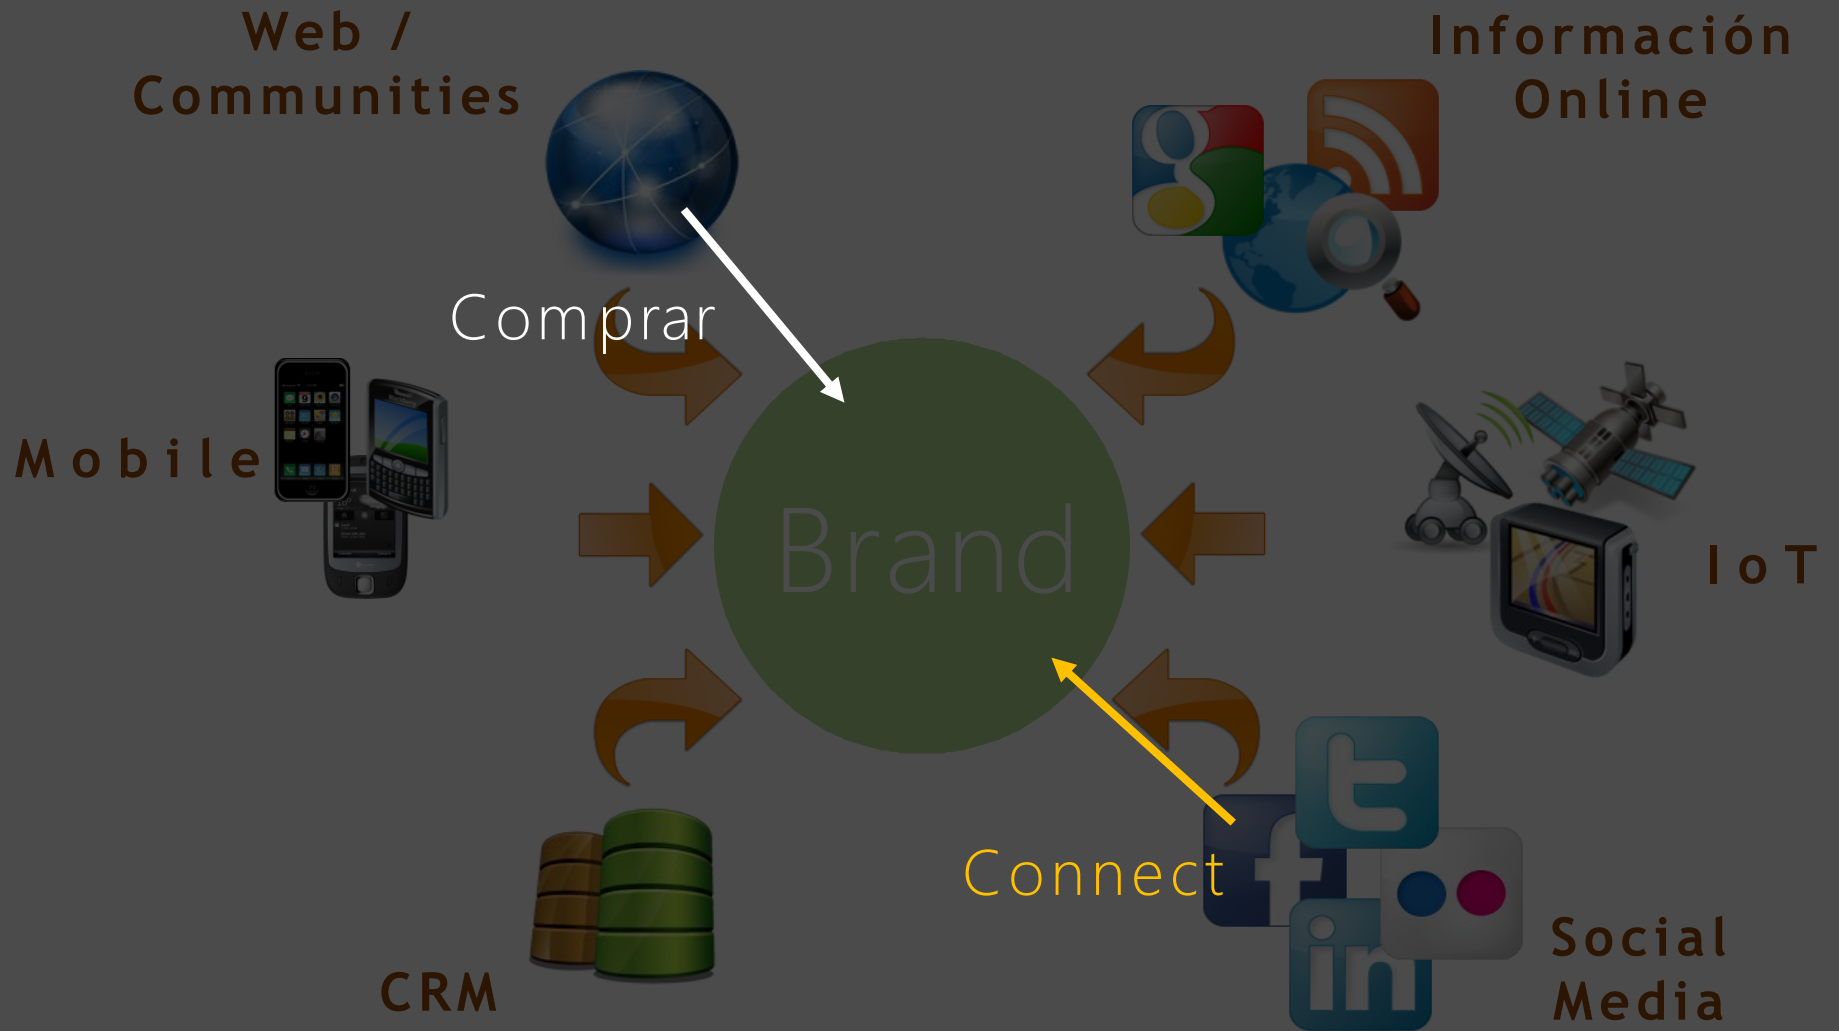 Web /
Communities
Información
Online
Comprar
Mobile
Brand
IoT
Connect
CRM
Social
Media